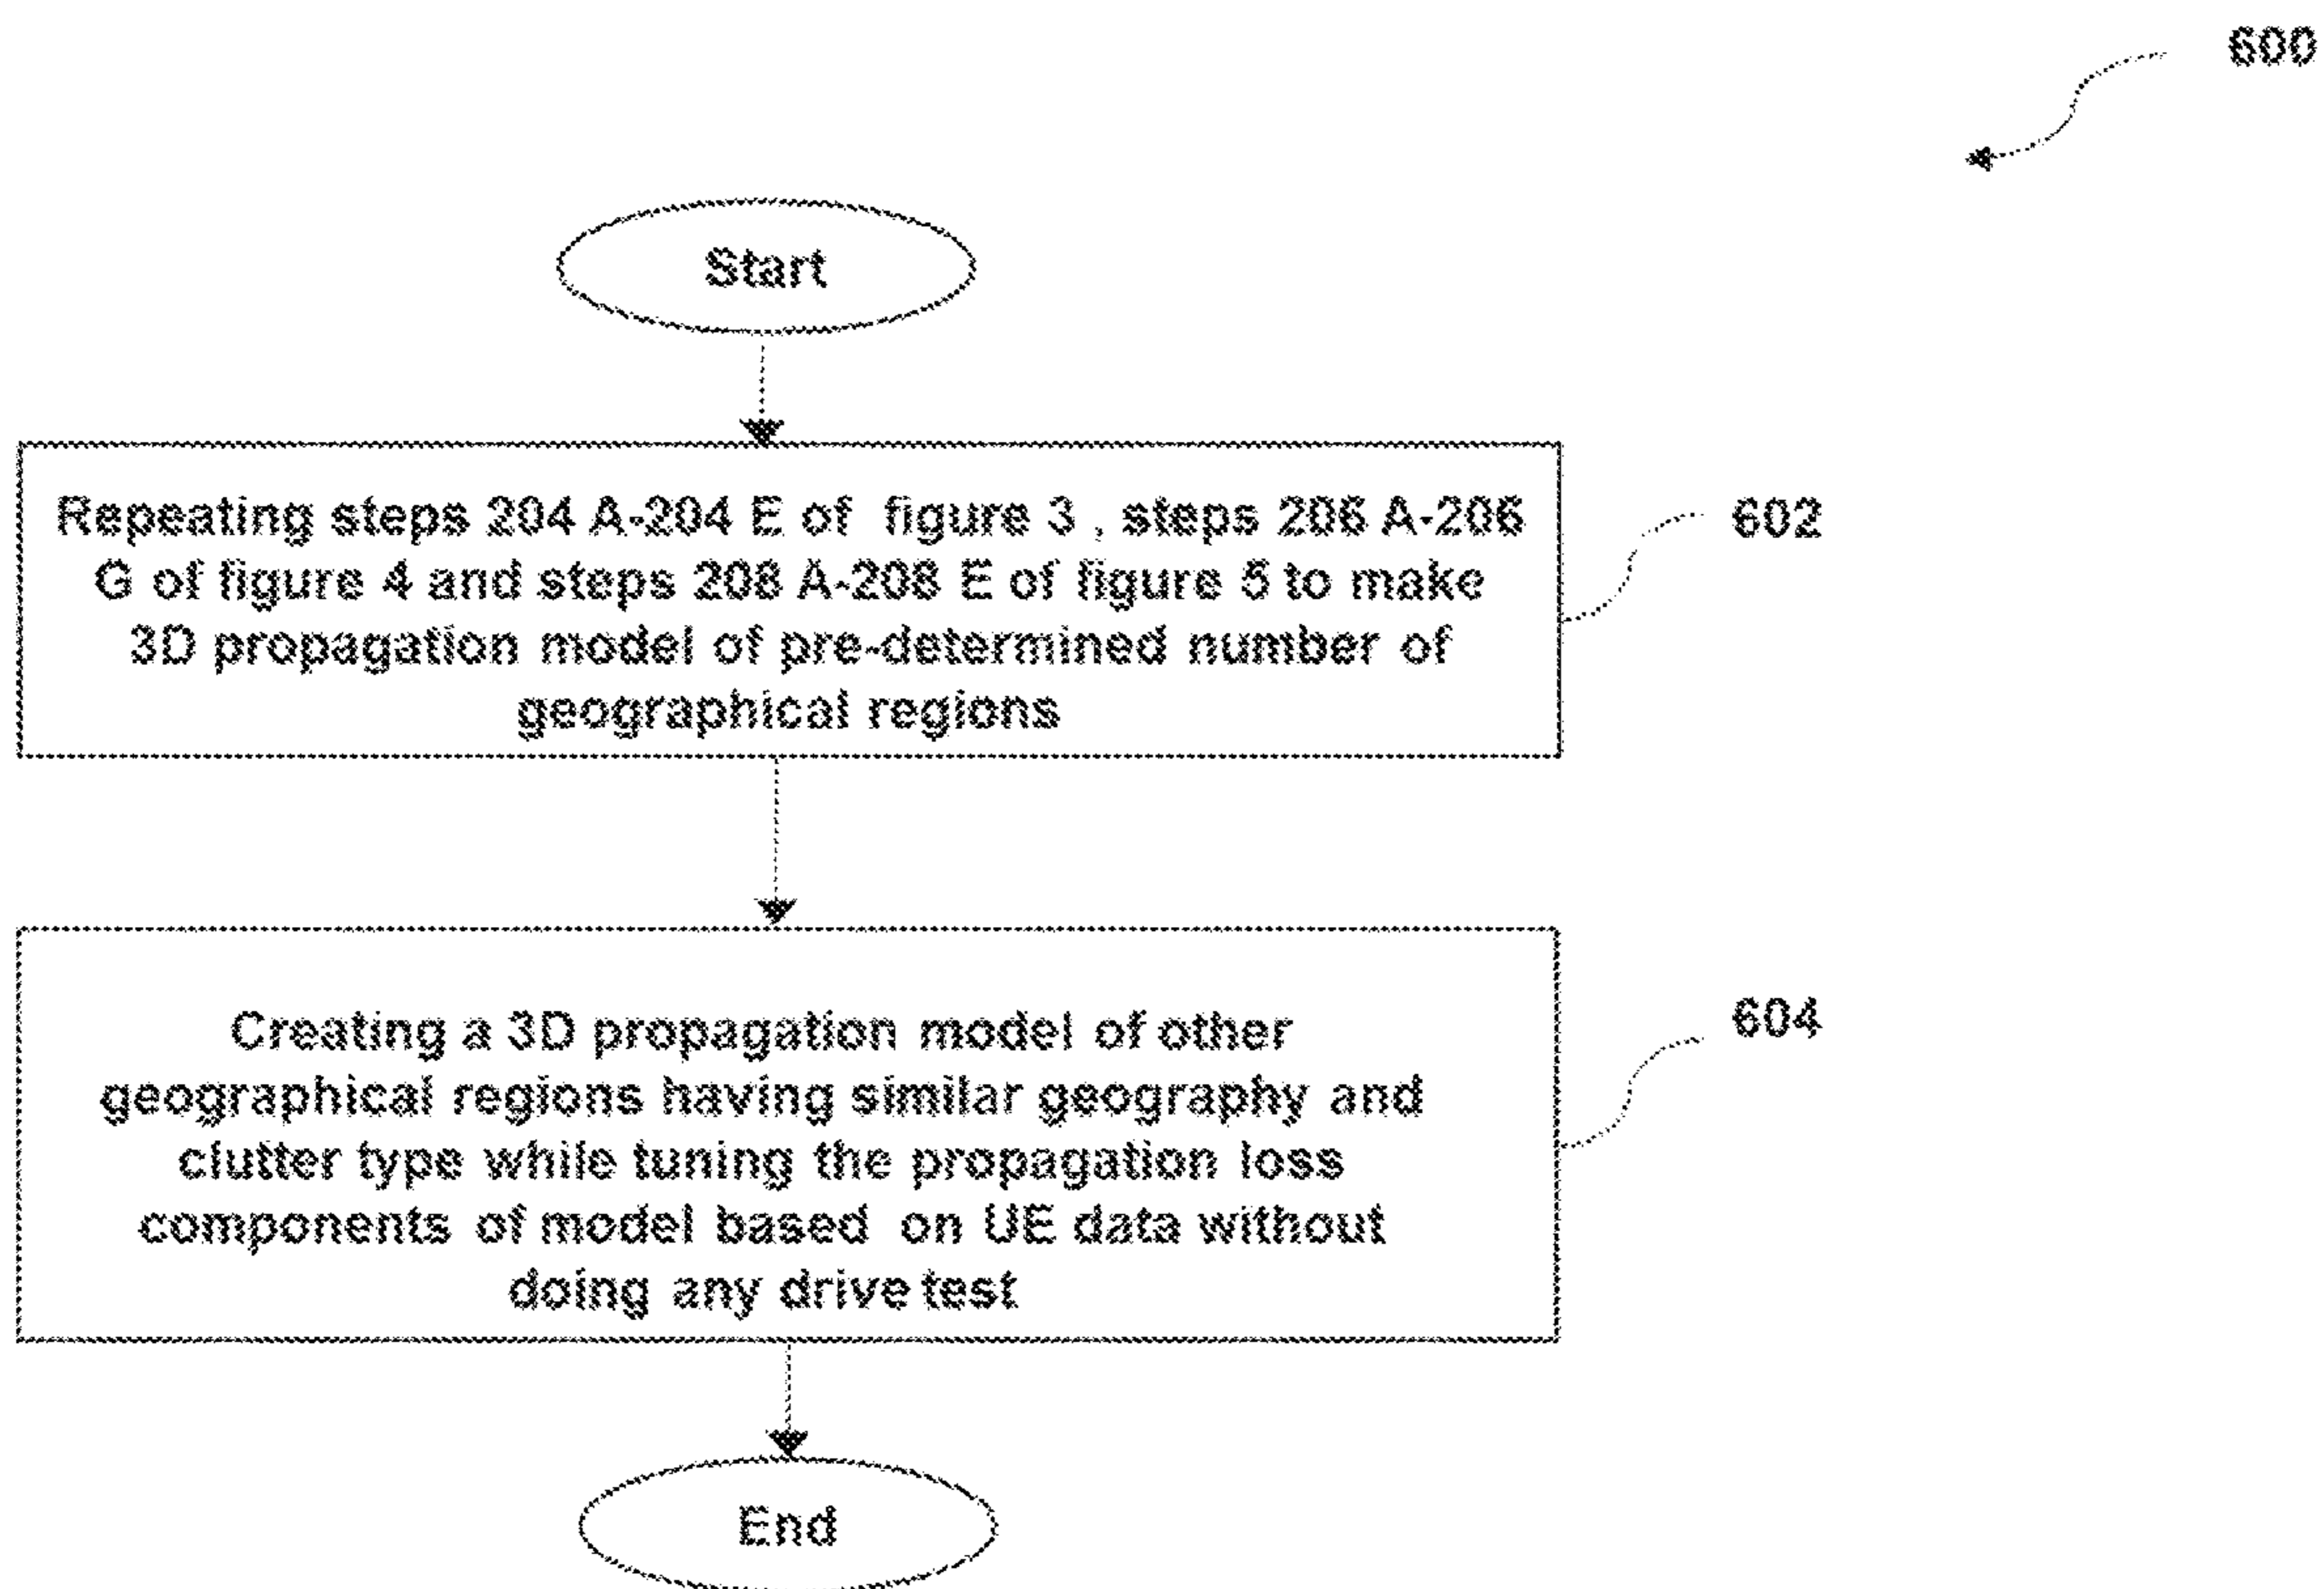 600
Start
Repeating steps 204 A-204 E of figure 3 , steps 206 A-206
G of figure 4 and steps 208 A-208 E of figure 5 to make
3D propagation model of pre-determined number of
geographical regions
602
Creating a 3D propagation model of other
geographical regions having similar geography and
clutter type while tuning the propagation loss
components of model based on UE data without
doing any drive test
604
End